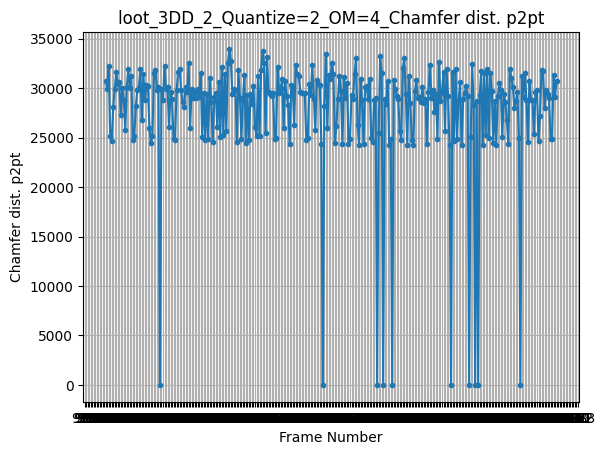 loot_3DD_2_Quantize=2_OM=4_Chamfer dist. p2pt
35000
30000
25000
20000
15000
10000
5000
0
Chamfer dist. p2pt
Frame Number